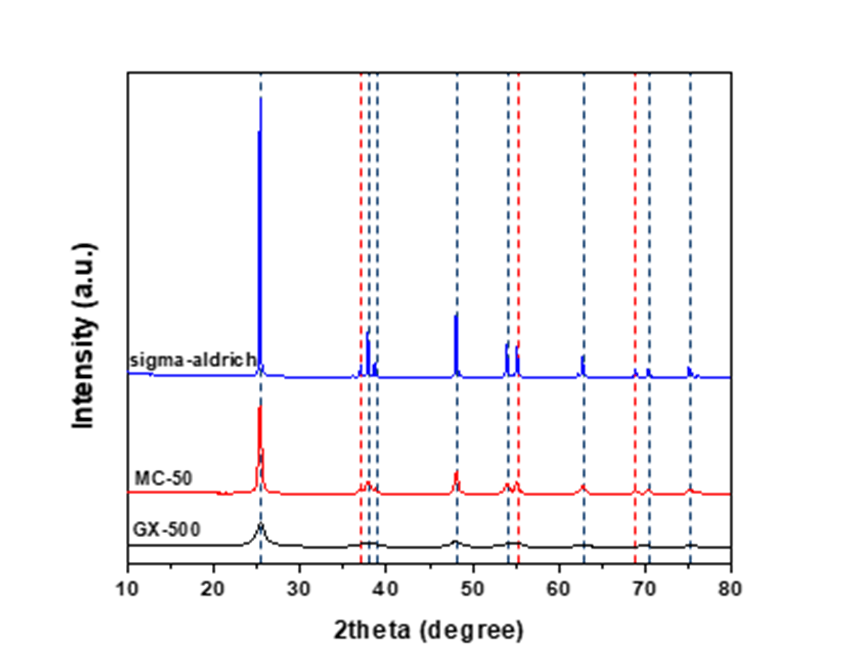 Intensity (a.u.)
sigma-aldrich
MC-50
GX-500
10 20 30 40 50 60 70 80
2theta (degree)